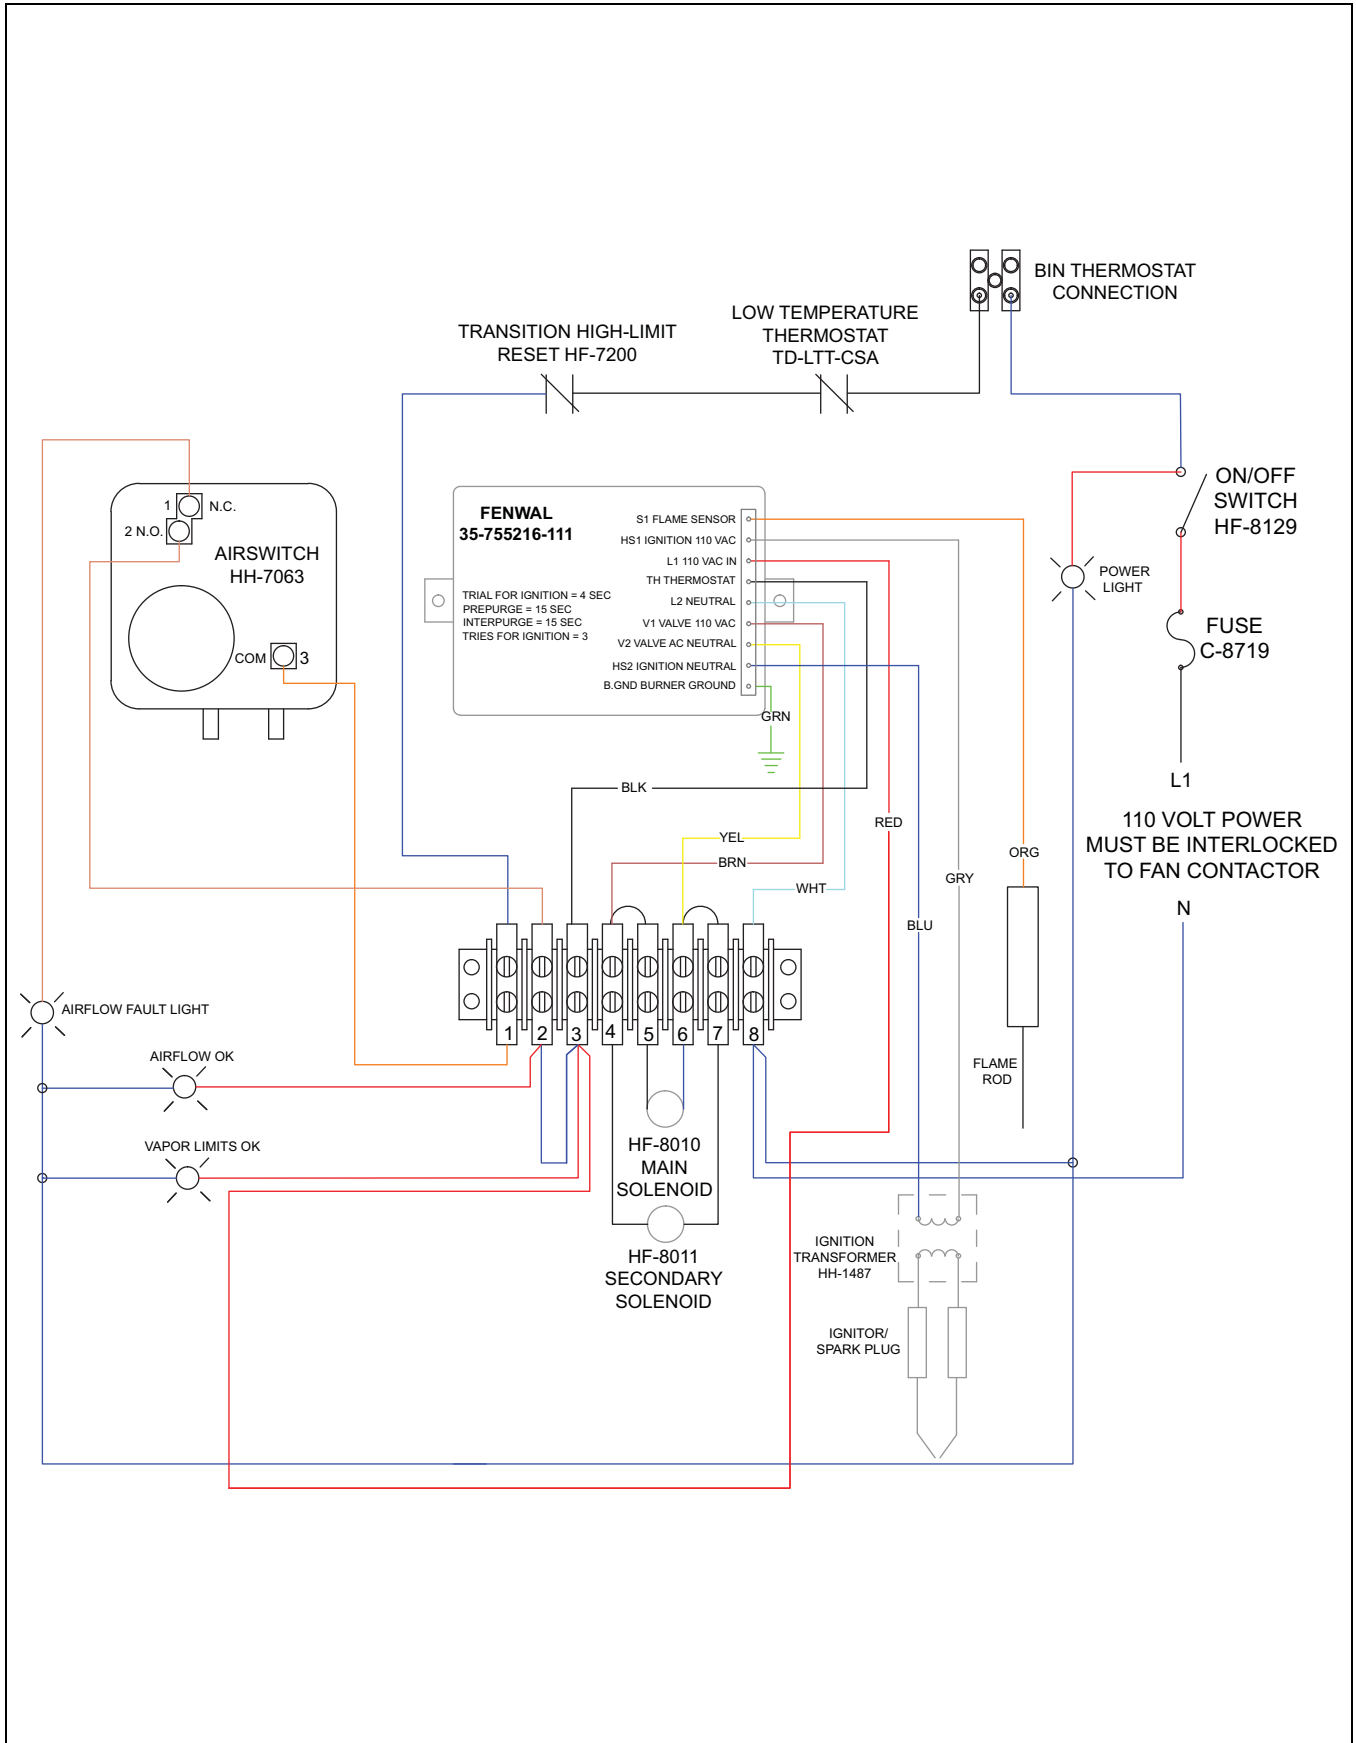 BIN THERMOSTAT
CONNECTION
LOW TEMPERATURE
THERMOSTAT
TD-LTT-CSA
TRANSITION HIGH-LIMIT
RESET HF-7200
ON/OFF
SWITCH
HF-8129
1
N.C.
2 N.O.
AIRSWITCH
HH-7063
COM
3
FENWAL
35-755216-111
TRIAL FOR IGNITION = 4 SEC
PREPURGE = 15 SEC
INTERPURGE = 15 SEC
TRIES FOR IGNITION = 3
S1 FLAME SENSOR
HS1 IGNITION 110 VAC
L1 110 VAC IN
TH THERMOSTAT
L2 NEUTRAL
V1 VALVE 110 VAC
V2 VALVE AC NEUTRAL
HS2 IGNITION NEUTRAL
B.GND BURNER GROUND
GRN
POWER
LIGHT
FUSE
C-8719
L1
110 VOLT POWER
MUST BE INTERLOCKED
TO FAN CONTACTOR
N
BLK
YEL
BRN
WHT
RED
BLU
GRY
ORG
AIRFLOW FAULT LIGHT
AIRFLOW OK
VAPOR LIMITS OK
1
2
3
4
5
6
7
8
FLAME
ROD
HF-8010
MAIN
SOLENOID
HF-8011
SECONDARY
SOLENOID
IGNITION
TRANSFORMER
HH-1487
IGNITOR/
SPARK PLUG